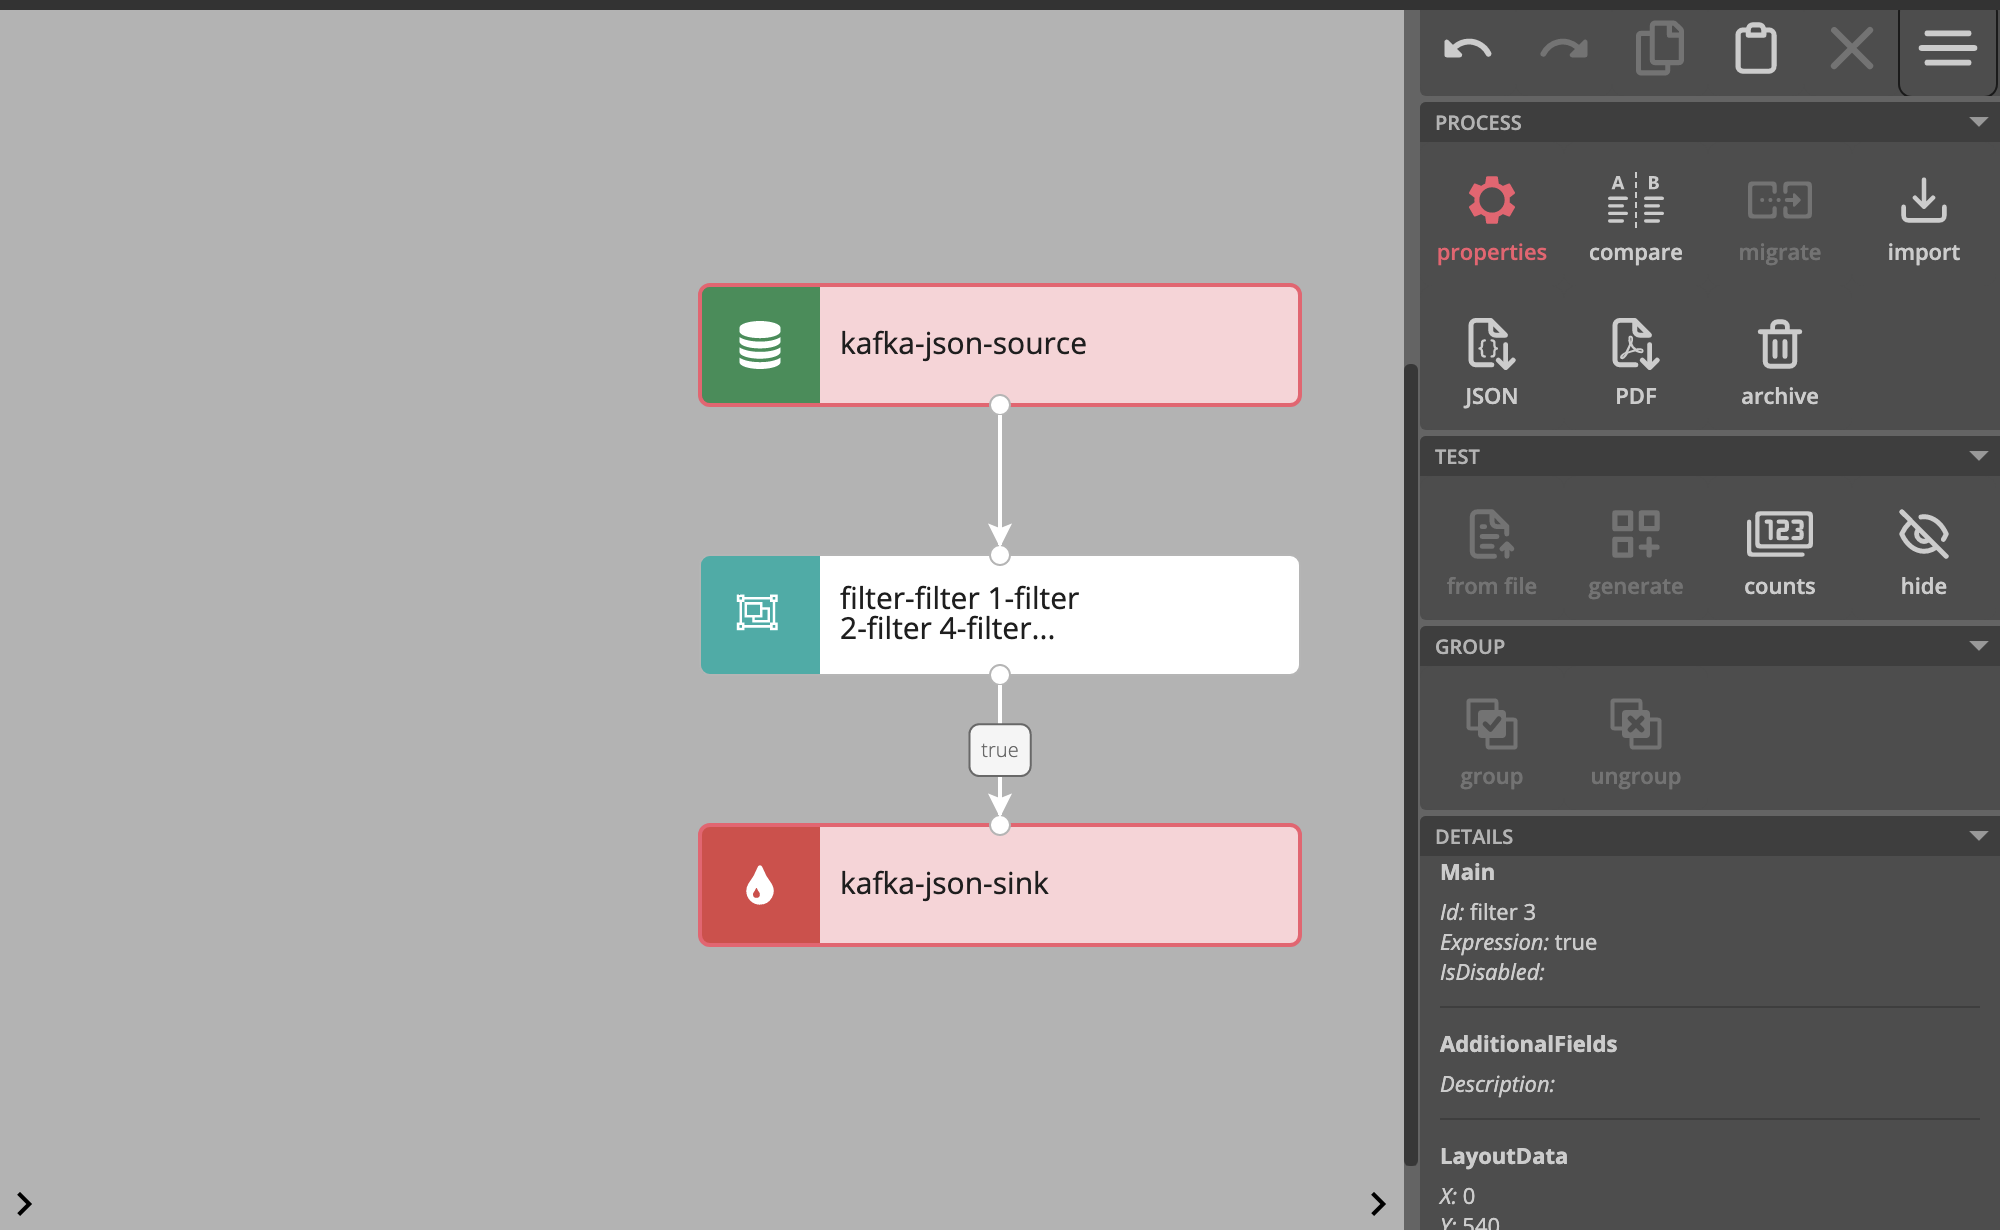 kafka-json-source
filter-filter 1-filter
2-filter 4-filter...
true
kafka-json-sink
PROCESS
properties
A B
compare
migrate
import
{}
JSON
PDF
archive
TEST
from file
generate
123
counts
hide
GROUP
group
ungroup
DETAILS
Main
Id: filter 3
Expression: true
IsDisabled:
AdditionalFields
Description:
LayoutData
X: 0
Y: 540